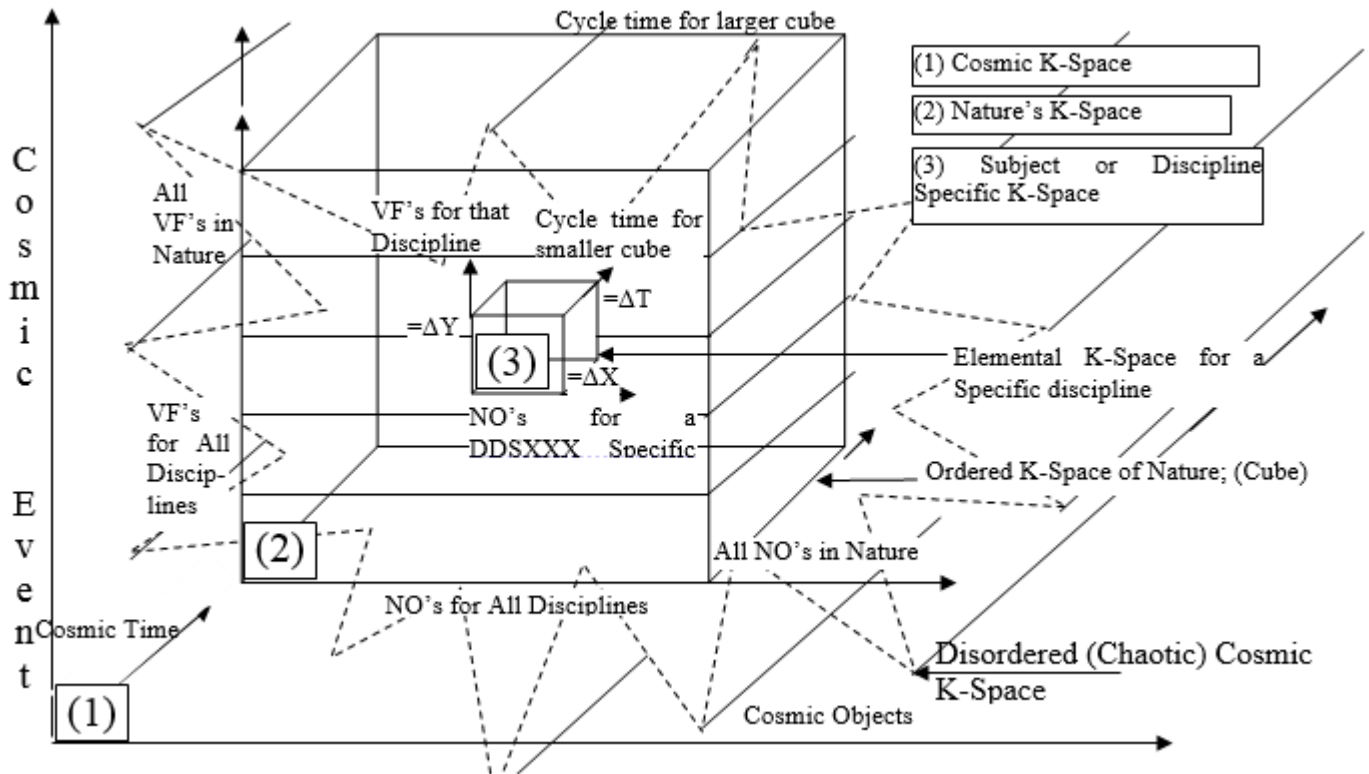 Cycle time for larger cube
(1) Cosmic K-Space
(2) Nature's K-Space
(3) Subject or Discipline
Specific K-Space
Cosmic Event
All
VF's in
Nature
VF's for that
Discipline
Cycle time for
smaller cube
=ΔT
=ΔY
(3)
=ΔX
Elemental K-Space for a
Specific discipline
VF's
for All
Discip-
lines
NO's for a
DDSXXX Specific
Ordered K-Space of Nature; (Cube)
(2)
All NO's in Nature
NO's for All Disciplines
Cosmic Time
Disordered (Chaotic) Cosmic
K-Space
(1)
Cosmic Objects